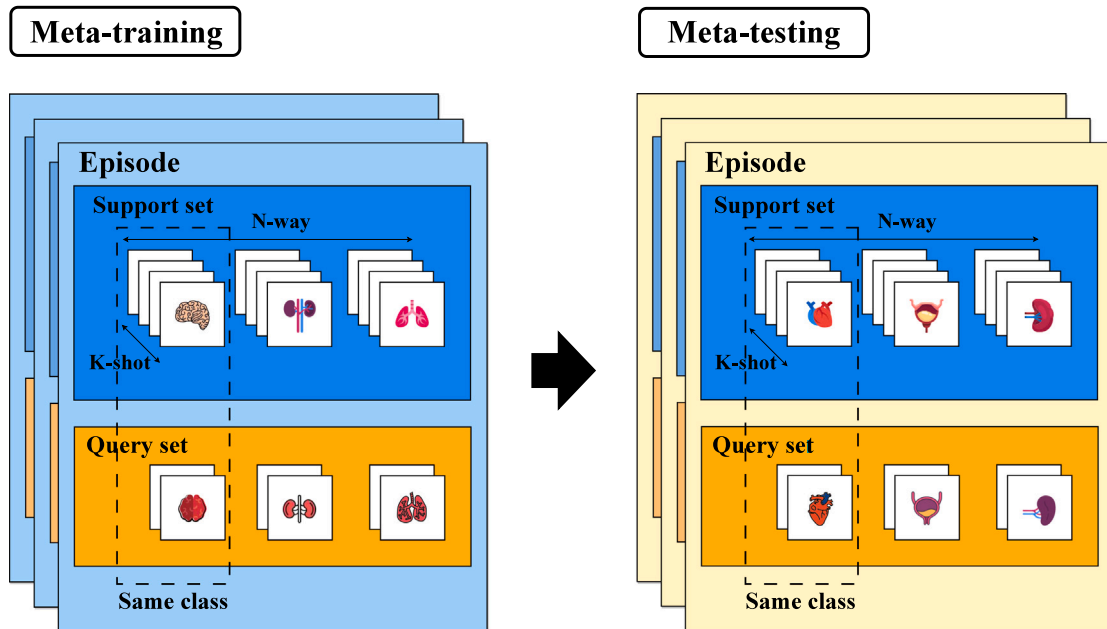 Meta-training
Episode
Support set
N-way
K-shot
Query set
Same class
Meta-testing
Episode
Support set
N-way
K-shot
Query set
Same class